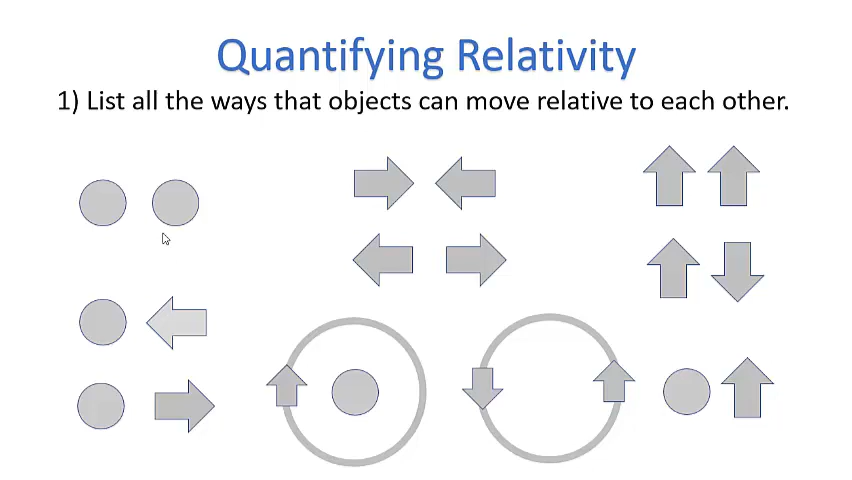 Quantifying Relativity
1) List all the ways that objects can move relative to each other.